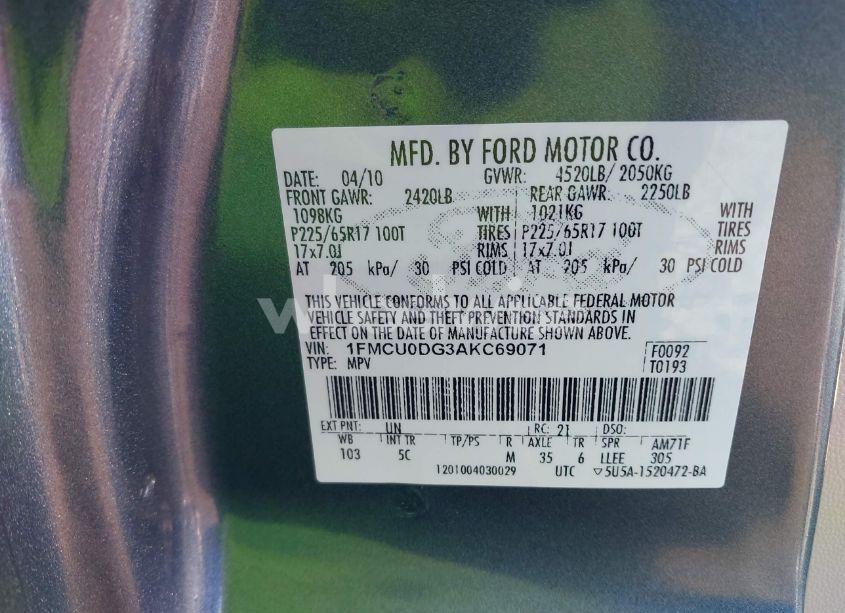 MFD. BY FORD MOTOR CO.
DATE: 04/10 GVWR: 4520LB/ 2050KG
FRONT GAWR: 2420LB REAR GAWR: 2250LB
1098KG WITH 1021KG WITH
P225/65R17 100T TIRES P225/65R17 100T TIRES
17x7.0J RIMS 17x7.0J RIMS
AT 205 kPa/ 30 PSI COLD AT 205 kPa/ 30 PSI COLD
THIS VEHICLE CONFORMS TO ALL APPLICABLE FEDERAL MOTOR
VEHICLE SAFETY AND THEFT PREVENTION STANDARDS IN
EFFECT ON THE DATE OF MANUFACTURE SHOWN ABOVE.
VIN: 1FMCU0DG3AKC69071 F0092
TYPE: MPV T0193
EXT PNT: UN RC: 21 DSO:
WB INT TR TP/PS R AXLE TR SPR AM71F
103 5C M 35 6 LLEE 305
1201004030029 UTC ▽5U5A-1520472-BA